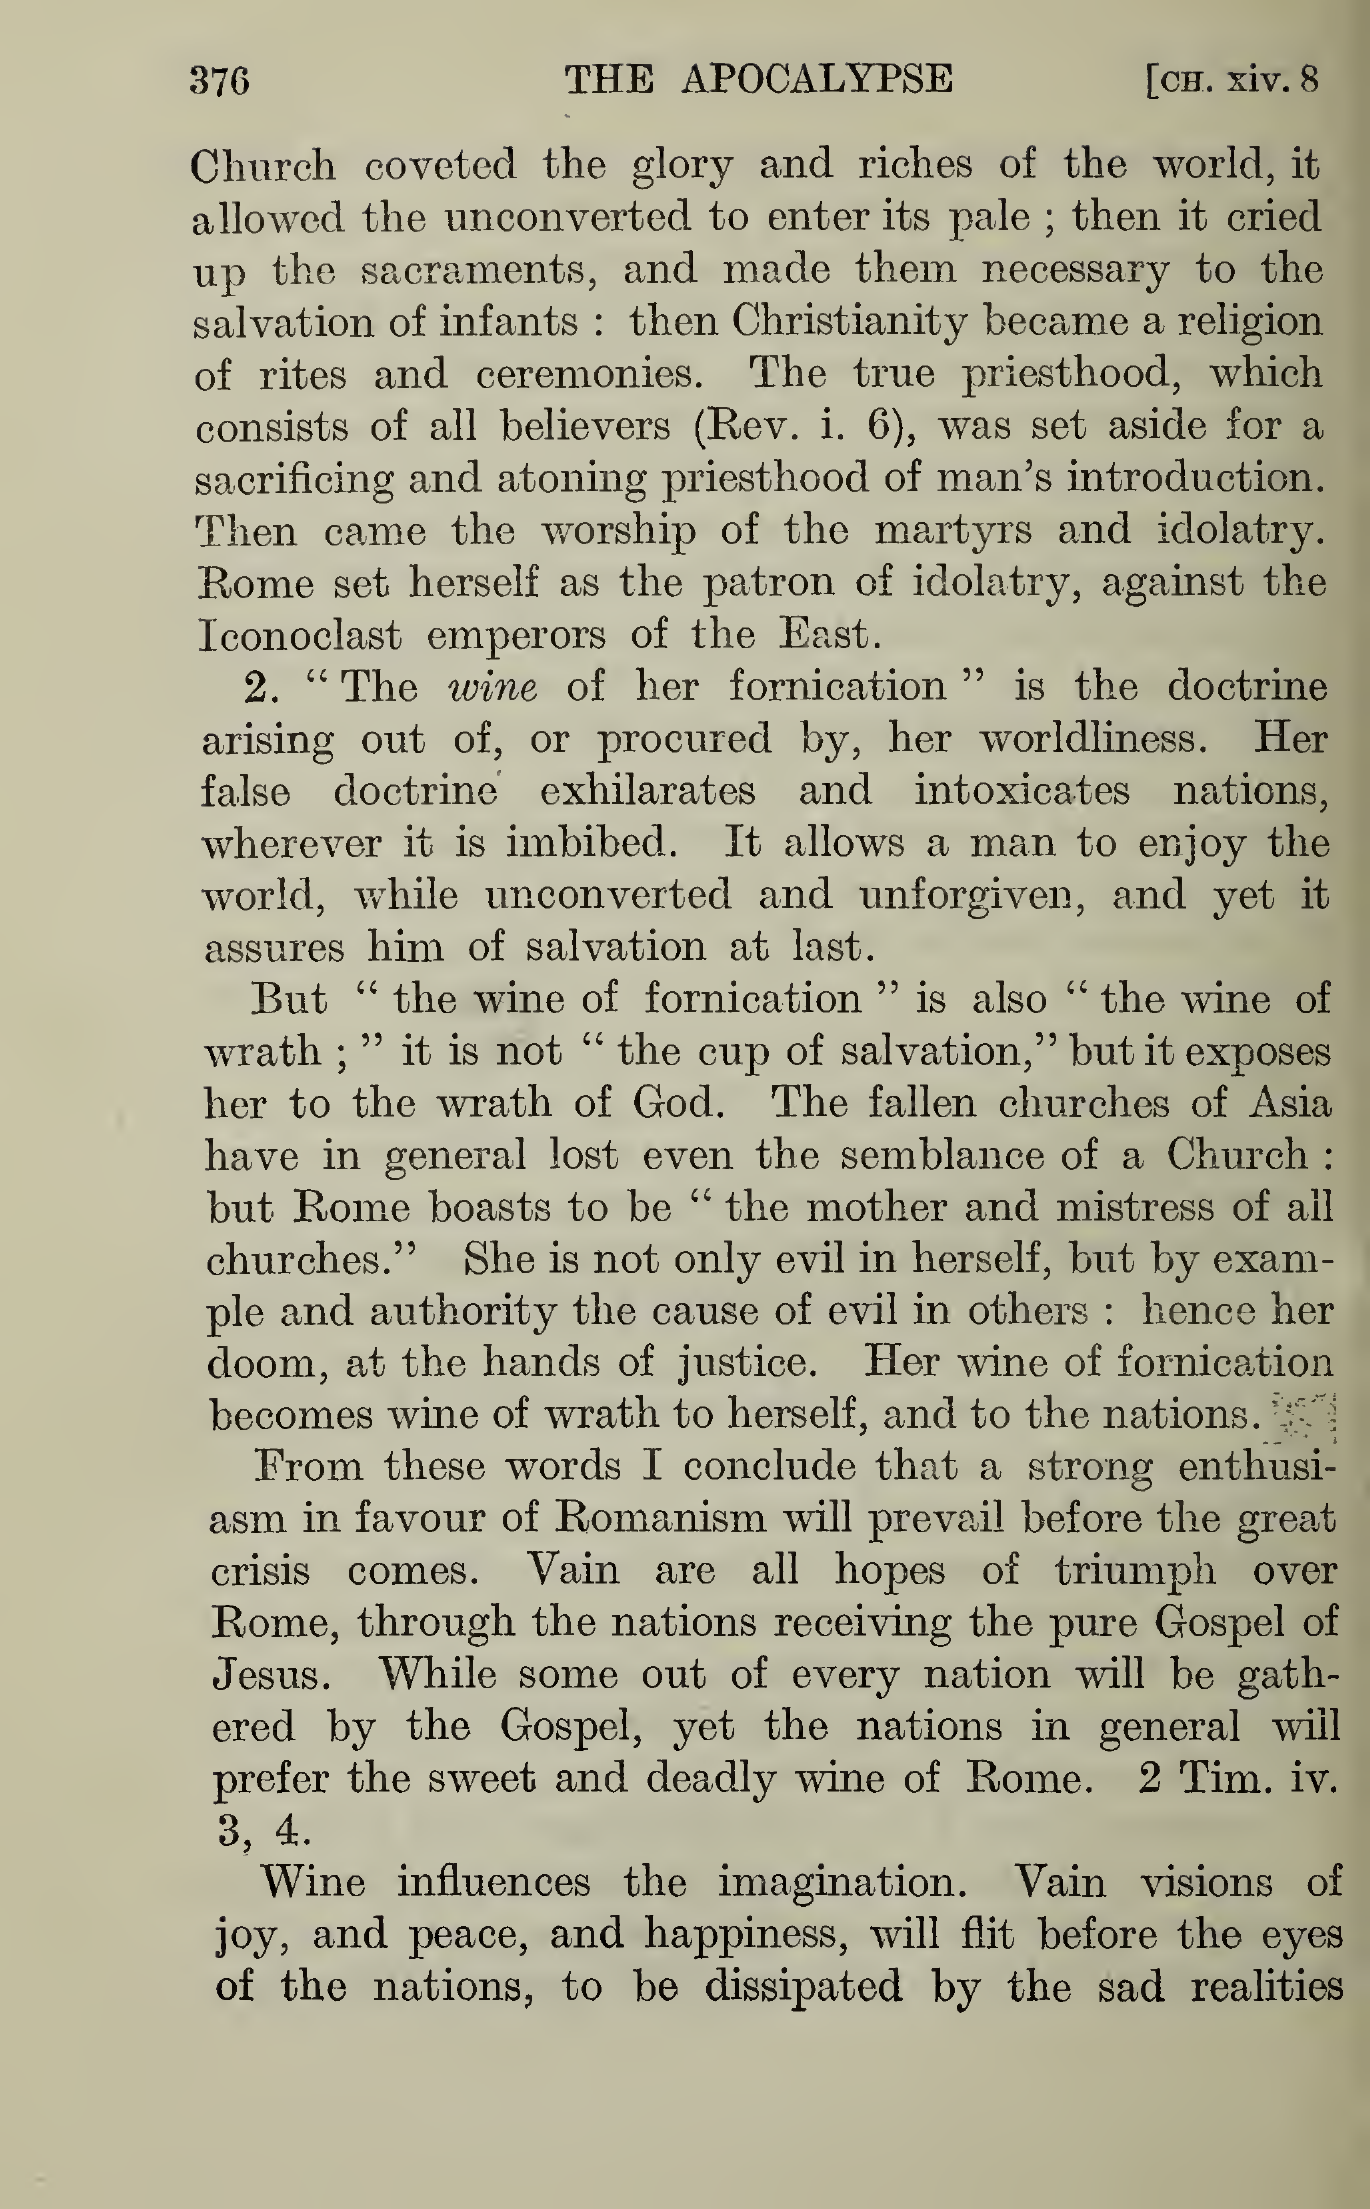 376 THE APOCALYPSE [CH. xiv. 8
Church coveted the glory and riches of the world, it
allowed the unconverted to enter its pale ; then it cried
up the sacraments, and made them necessary to the
salvation of infants : then Christianity became a religion
of rites and ceremonies. The true priesthood, which
consists of all believers (Rev. i. 6), was set aside for a
sacrificing and atoning priesthood of man's introduction.
Then came the worship of the martyrs and idolatry.
Rome set herself as the patron of idolatry, against the
Iconoclast emperors of the East.
2. “ The wine of her fornication ” is the doctrine
arising out of, or procured by, her worldliness. Her
false doctrine exhilarates and intoxicates nations,
wherever it is imbibed. It allows a man to enjoy the
world, while unconverted and unforgiven, and yet it
assures him of salvation at last.
But “ the wine of fornication ” is also “ the wine of
wrath ; ” it is not “ the cup of salvation,” but it exposes
her to the wrath of God. The fallen churches of Asia
have in general lost even the semblance of a Church :
but Rome boasts to be “ the mother and mistress of all
churches.” She is not only evil in herself, but by exam-
ple and authority the cause of evil in others : hence her
doom, at the hands of justice. Her wine of fornication
becomes wine of wrath to herself, and to the nations.
From these words I conclude that a strong enthusi-
asm in favour of Romanism will prevail before the great
crisis comes. Vain are all hopes of triumph over
Rome, through the nations receiving the pure Gospel of
Jesus. While some out of every nation will be gath-
ered by the Gospel, yet the nations in general will
prefer the sweet and deadly wine of Rome. 2 Tim. iv.
3, 4.
Wine influences the imagination. Vain visions of
joy, and peace, and happiness, will flit before the eyes
of the nations, to be dissipated by the sad realities